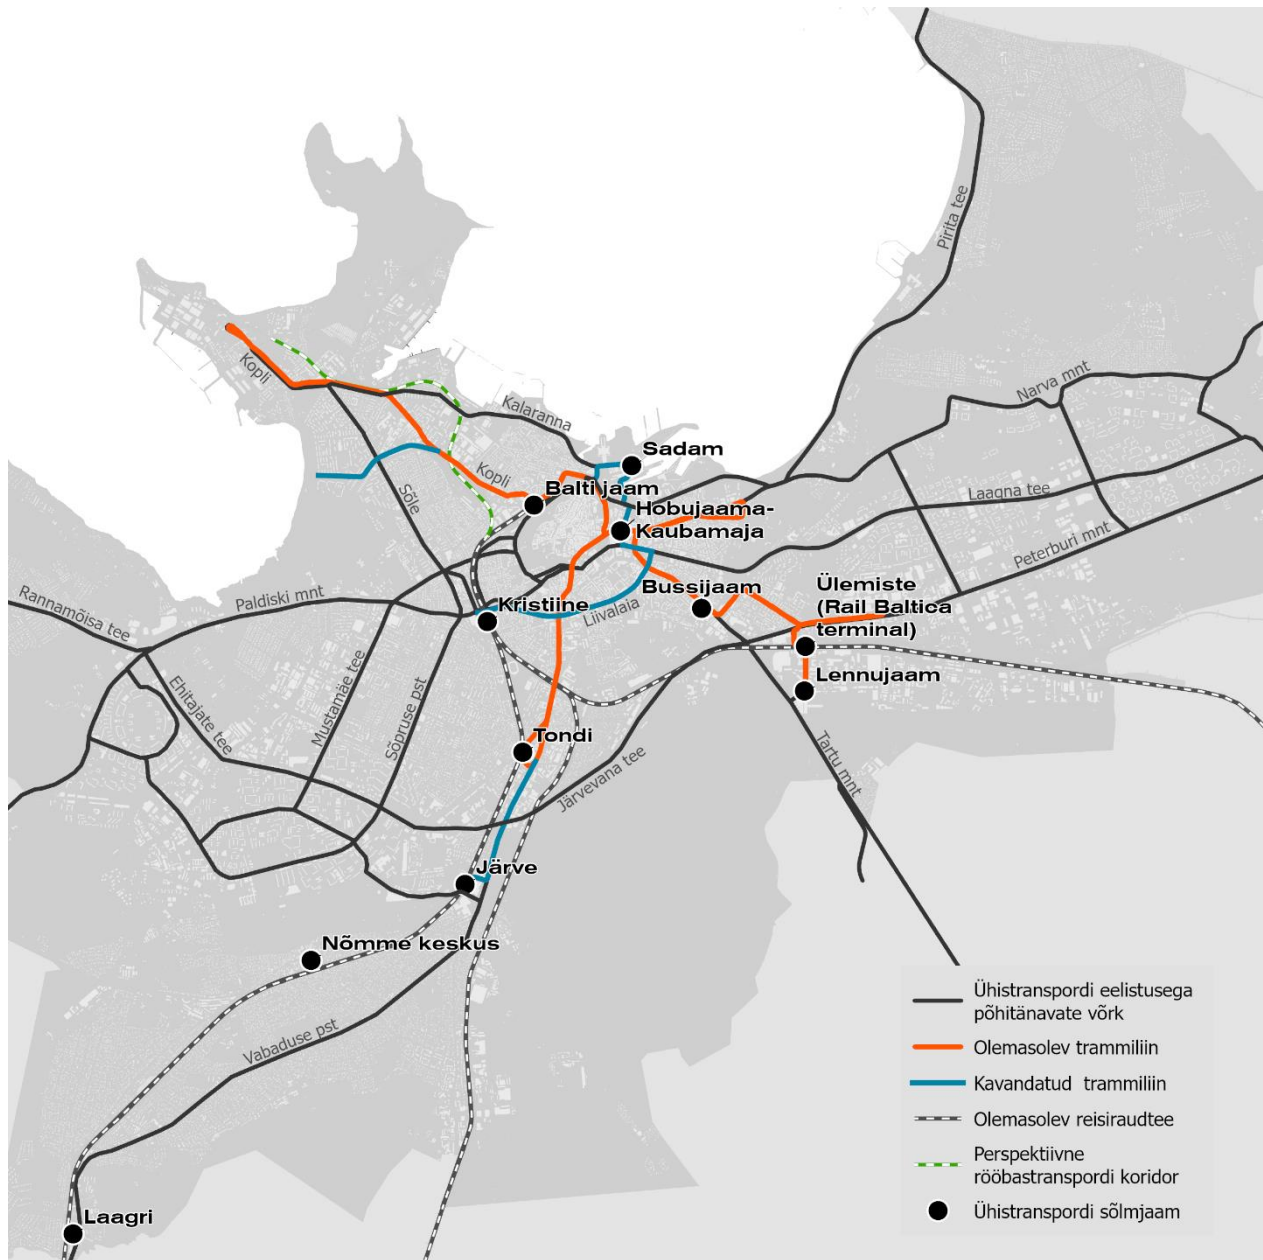 Pirita tee
Kopli
Kalaranna
Narva mnt
Sadam
Kopli
Balti jaam
Sõle
Laagna tee
Hobujaama-
Kaubamaja
Peterburi mnt
Bussijaam
Ülemiste
(Rail Baltica
terminal)
Rannamõisa tee
Paldiski mnt
Kristiine
Liivalaia
Lennujaam
Ehitajate tee
Mustamäe tee
Sõpruse pst
Tondi
Järvevana tee
Tartu mnt
Järve
Nõmme keskus
Vabaduse pst
Laagri
Ühistranspordi eelistusega
põhitänavate võrk
Olemasolev trammiliin
Kavandatud trammiliin
Olemasolev reisiraudtee
Perspektiivne
rööbastranspordi koridor
Ühistranspordi sõlmjaam